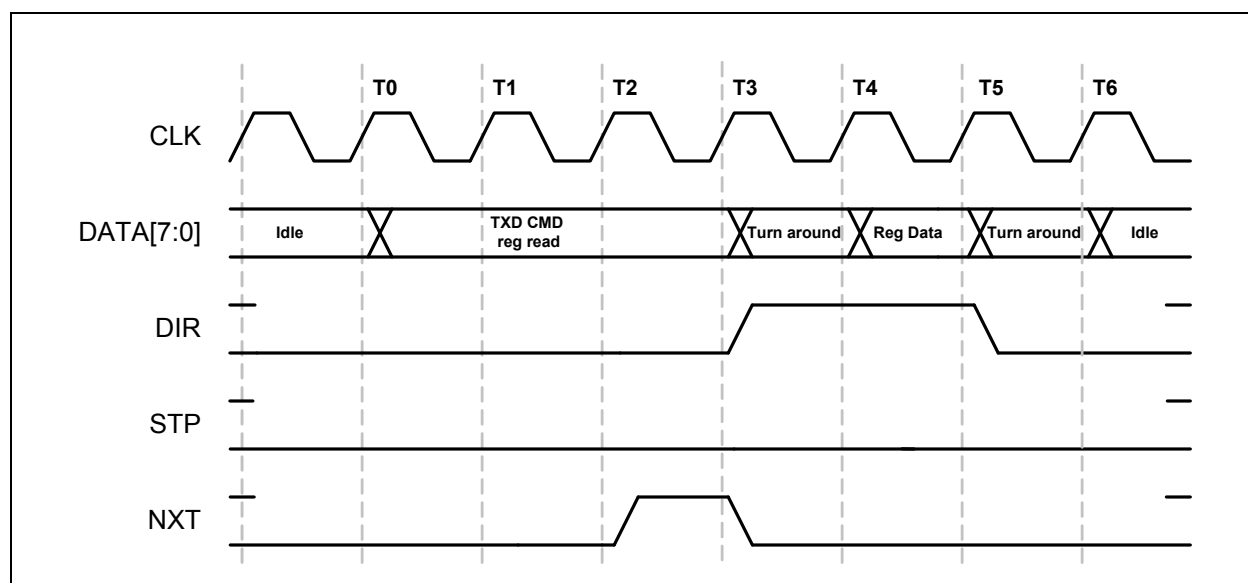 T0 T1 T2 T3 T4 T5 T6
CLK
DATA[7:0]
Idle
TXD CMD
reg read
Turn around
Reg Data
Turn around
Idle
DIR
STP
NXT